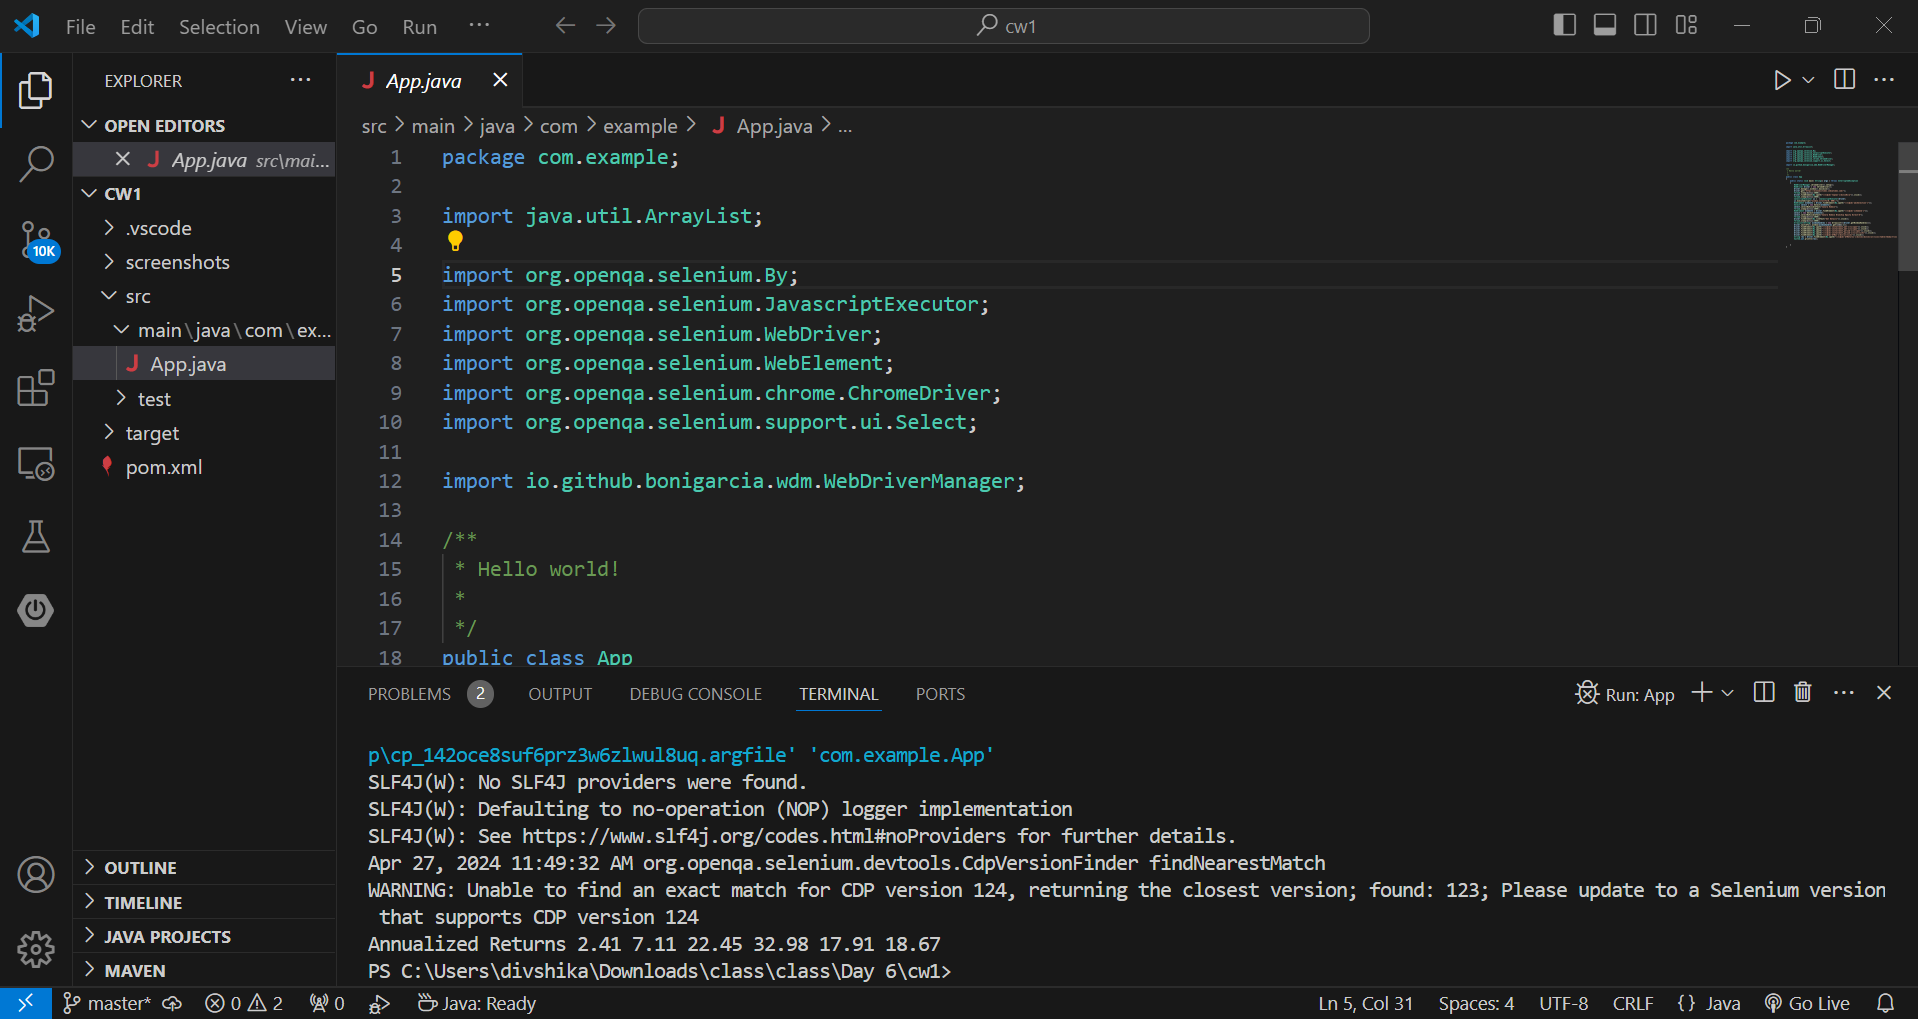 File Edit Selection View Go Run ···
cw1
EXPLORER
OPEN EDITORS
App.java src\mai...
CW1
.vscode
screenshots
src
main\java\com\ex...
App.java
test
target
pom.xml
OUTLINE
TIMELINE
JAVA PROJECTS
MAVEN
10K
App.java
src > main > java > com > example > App.java > ...
1 package com.example;
2
3 import java.util.ArrayList;
4
5 import org.openqa.selenium.By;
6 import org.openqa.selenium.JavascriptExecutor;
7 import org.openqa.selenium.WebDriver;
8 import org.openqa.selenium.WebElement;
9 import org.openqa.selenium.chrome.ChromeDriver;
10 import org.openqa.selenium.support.ui.Select;
11
12 import io.github.bonigarcia.wdm.WebDriverManager;
13
14 /**
15 * Hello world!
16 *
17 */
18 public class App
PROBLEMS 2 OUTPUT DEBUG CONSOLE TERMINAL PORTS
Run: App
p\cp_142oce8suf6prz3w6zlwul8uq.argfile' 'com.example.App'
SLF4J(W): No SLF4J providers were found.
SLF4J(W): Defaulting to no-operation (NOP) logger implementation
SLF4J(W): See https://www.slf4j.org/codes.html#noProviders for further details.
Apr 27, 2024 11:49:32 AM org.openqa.selenium.devtools.CdpVersionFinder findNearestMatch
WARNING: Unable to find an exact match for CDP version 124, returning the closest version; found: 123; Please update to a Selenium version
that supports CDP version 124
Annualized Returns 2.41 7.11 22.45 32.98 17.91 18.67
PS C:\Users\divshika\Downloads\class\class\Day 6\cw1>
master* 0 2 0 Java: Ready Ln 5, Col 31 Spaces: 4 UTF-8 CRLF {} Java Go Live